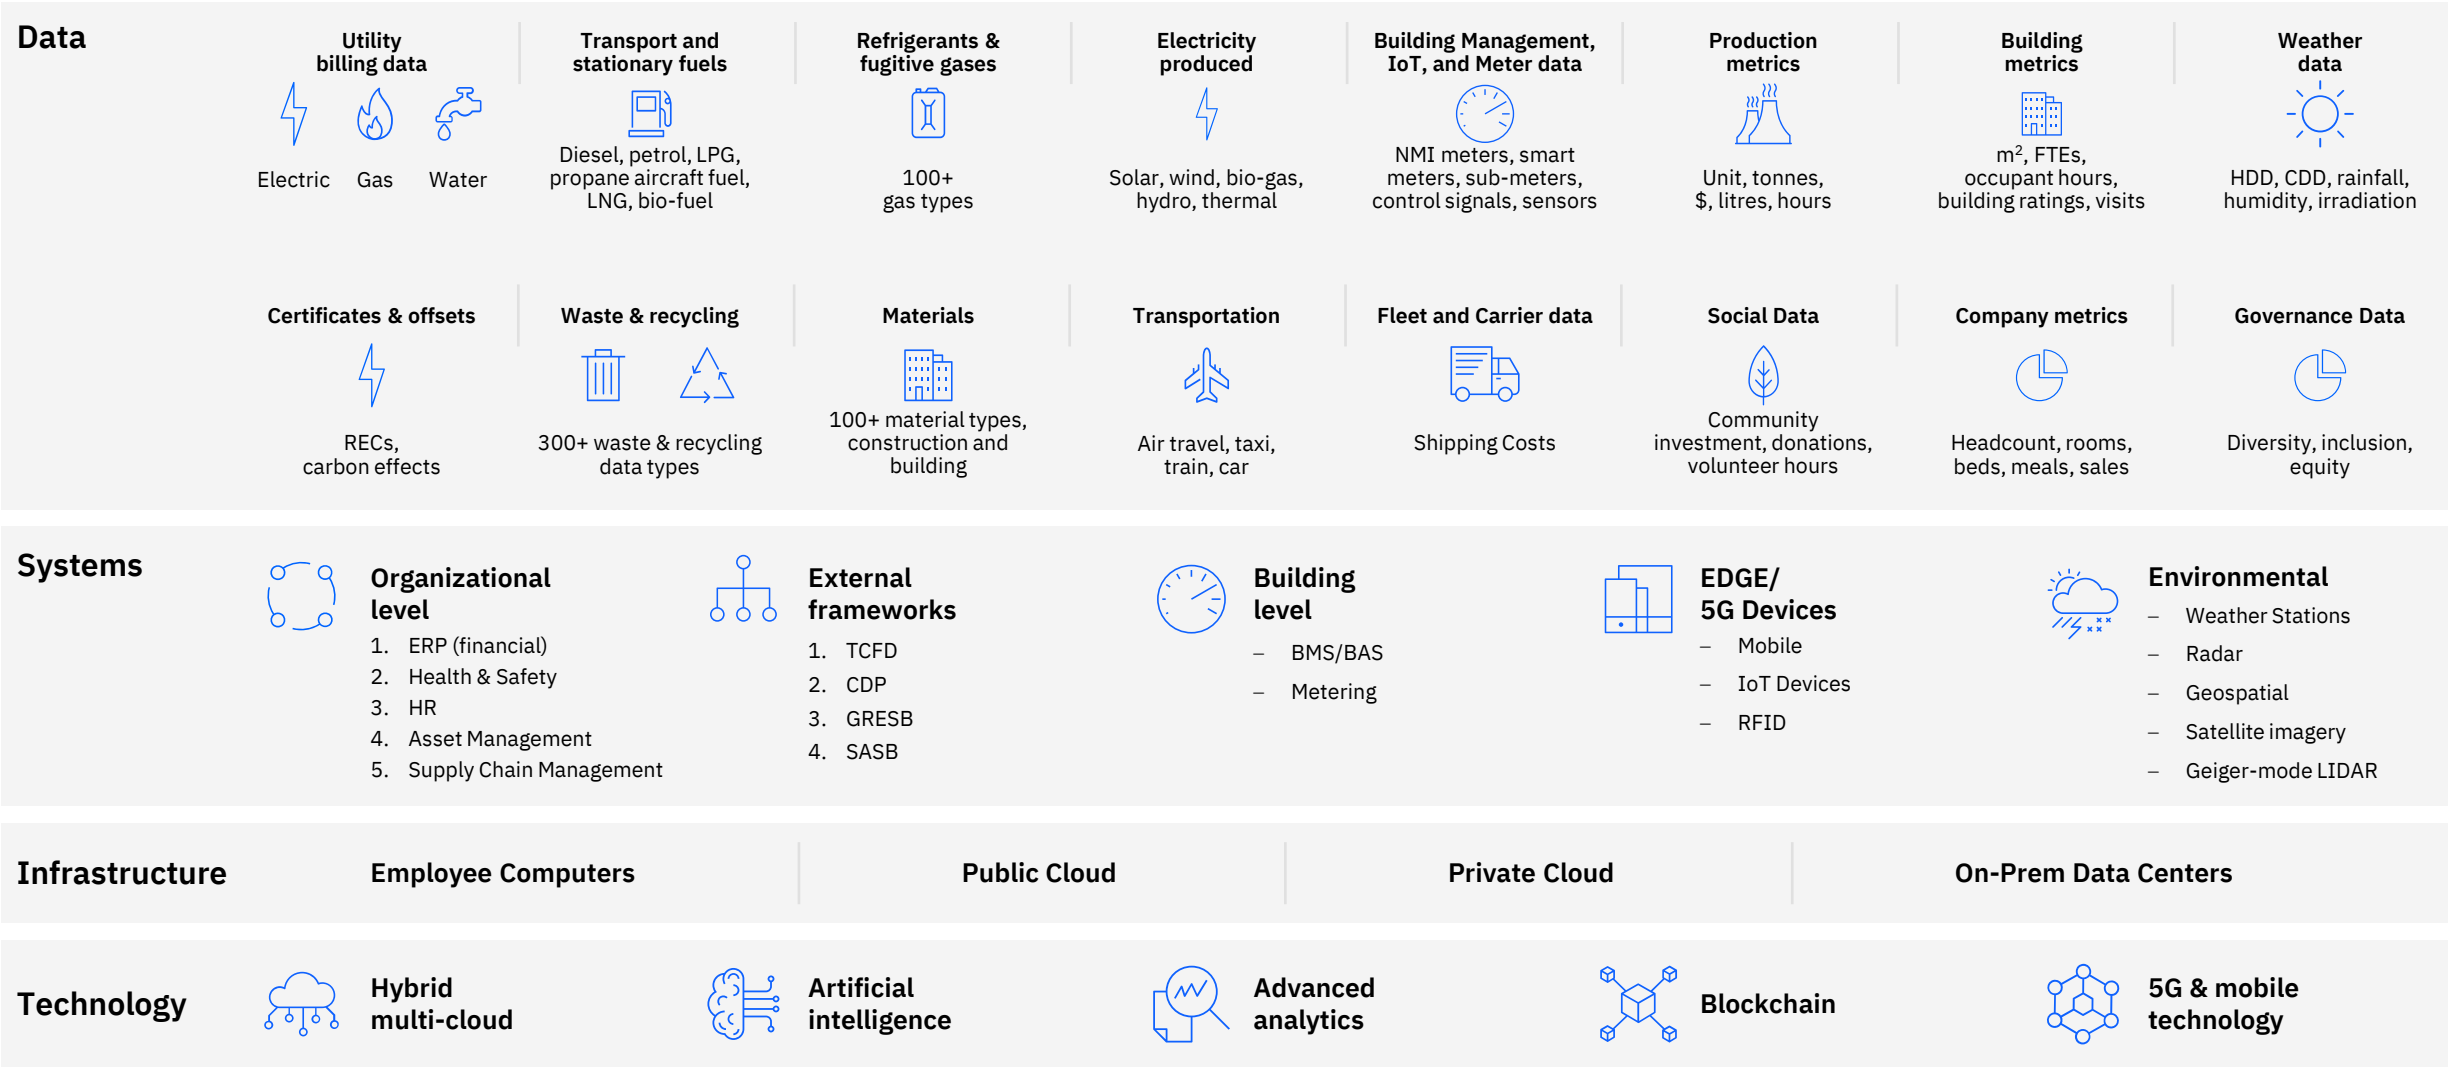 Data
Utility
billing data
Electric
Gas
Water
Transport and
stationary fuels
Diesel, petrol, LPG,
propane aircraft fuel,
LNG, bio-fuel
Refrigerants &
fugitive gases
100+
gas types
Electricity
produced
Solar, wind, bio-gas,
hydro, thermal
Building Management,
IoT, and Meter data
NMI meters, smart
meters, sub-meters,
control signals, sensors
Production
metrics
Unit, tonnes,
$, litres, hours
Building
metrics
m², FTEs,
occupant hours,
building ratings, visits
Weather
data
HDD, CDD, rainfall,
humidity, irradiation
Certificates & offsets
RECs,
carbon effects
Waste & recycling
300+ waste & recycling
data types
Materials
100+ material types,
construction and
building
Transportation
Air travel, taxi,
train, car
Fleet and Carrier data
Shipping Costs
Social Data
Community
investment, donations,
volunteer hours
Company metrics
Headcount, rooms,
beds, meals, sales
Governance Data
Diversity, inclusion,
equity
Systems
Organizational
level
1. ERP (financial)
2. Health & Safety
3. HR
4. Asset Management
5. Supply Chain Management
External
frameworks
1. TCFD
2. CDP
3. GRESB
4. SASB
Building
level
– BMS/BAS
– Metering
EDGE/
5G Devices
– Mobile
– IoT Devices
– RFID
Environmental
– Weather Stations
– Radar
– Geospatial
– Satellite imagery
– Geiger-mode LIDAR
Infrastructure
Employee Computers
Public Cloud
Private Cloud
On-Prem Data Centers
Technology
Hybrid
multi-cloud
Artificial
intelligence
Advanced
analytics
Blockchain
5G & mobile
technology